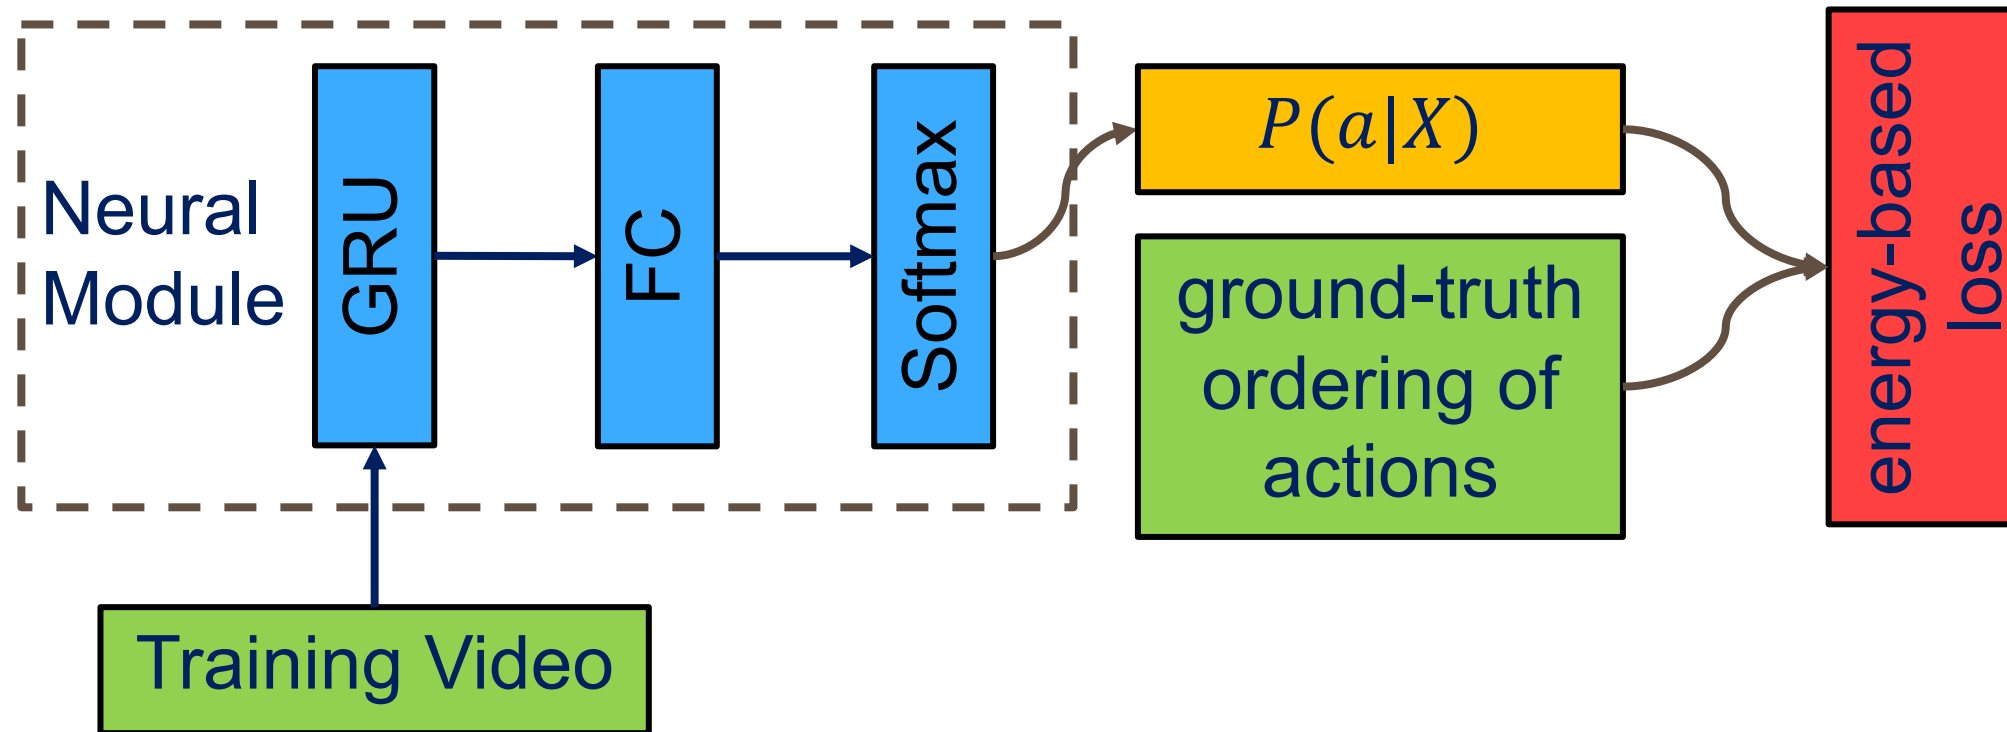 Neural
Module
GRU
FC
Softmax
P(a|X)
ground-truth
ordering of
actions
energy-based
loss
Training Video